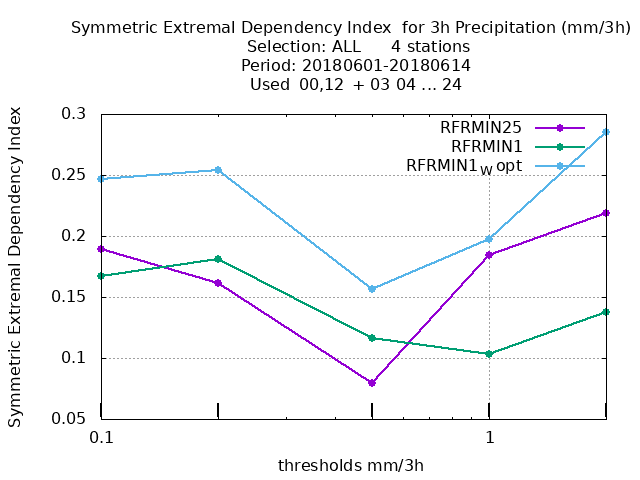 Symmetric Extremal Dependency Index  for 3h Precipitation (mm/3h)
Selection: ALL      4 stations
Period: 20180601-20180614
Used  00,12  + 03 04 ... 24
Symmetric Extremal Dependency Index
0.3
0.25
0.2
0.15
0.1
0.05
RFRMIN25
RFRMIN1
RFRMIN1w opt
0.1
1
thresholds mm/3h